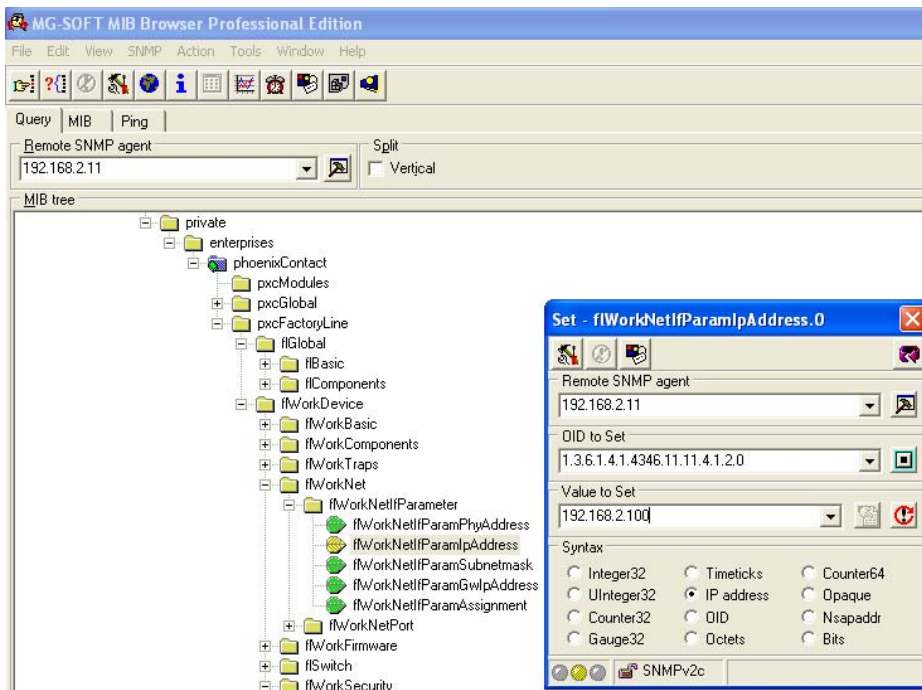 MG-SOFT MIB Browser Professional Edition
File Edit View SNMP Action Tools Window Help
Query MIB Ping
Remote SNMP agent
192.168.2.11
Split
Vertical
MIB tree
private
enterprises
phoenixContact
pxcModules
pxcGlobal
pxcFactoryLine
flGlobal
flBasic
flComponents
flWorkDevice
flWorkBasic
flWorkComponents
flWorkTraps
flWorkNet
flWorkNetIfParameter
flWorkNetIfParamPhyAddress
flWorkNetIfParamIpAddress
flWorkNetIfParamSubnetmask
flWorkNetIfParamGwIpAddress
flWorkNetIfParamAssignment
flWorkNetPort
flWorkFirmware
flSwitch
flWorkSecurity
Set - flWorkNetIfParamIpAddress.0
Remote SNMP agent
192.168.2.11
OID to Set
1.3.6.1.4.1.4346.11.11.4.1.2.0
Value to Set
192.168.2.100
Syntax
Integer32 Timeticks Counter64
UInteger32 IP address Opaque
Counter32 OID Nsapaddr
Gauge32 Octets Bits
SNMPv2c